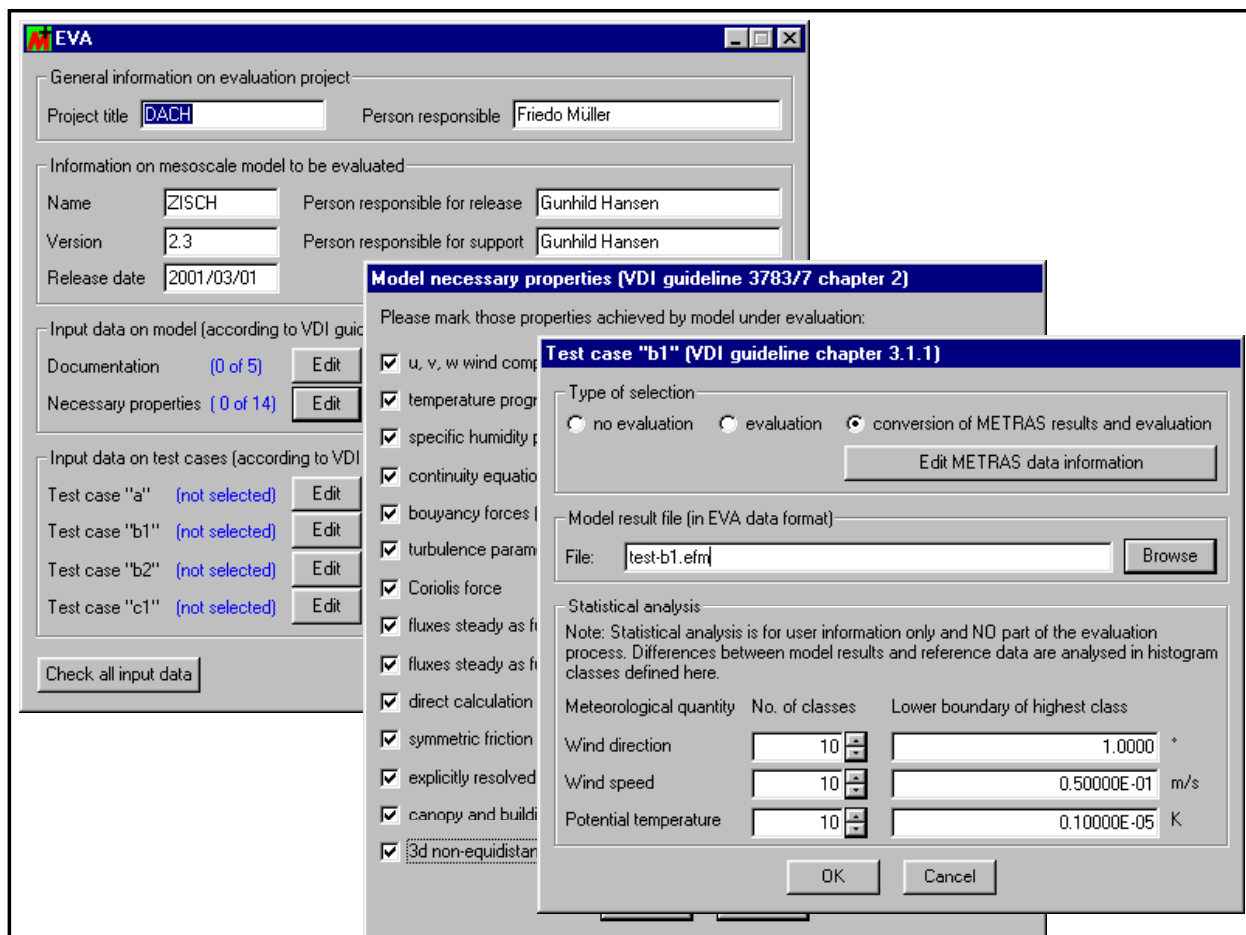 EVA
General information on evaluation project
Project title DACH Person responsible Friedo Müller
Information on mesoscale model to be evaluated
Name ZISCH Person responsible for release Gunhild Hansen
Version 2.3 Person responsible for support Gunhild Hansen
Release date 2001/03/01
Input data on model (according to VDI guid
Documentation (0 of 5) Edit
Necessary properties ( 0 of 14) Edit
Input data on test cases (according to VDI
Test case "a" (not selected) Edit
Test case "b1" (not selected) Edit
Test case "b2" (not selected) Edit
Test case "c1" (not selected) Edit
Check all input data
Model necessary properties (VDI guideline 3783/7 chapter 2)
Please mark those properties achieved by model under evaluation:
u, v, w wind comp
temperature progr
specific humidity p
continuity equatio
bouyancy forces (
turbulence param
Coriolis force
fluxes steady as fu
fluxes steady as fu
direct calculation
symmetric friction
explicitly resolved
canopy and buildi
3d non-equidistan
Test case "b1" (VDI guideline chapter 3.1.1)
Type of selection
no evaluation evaluation conversion of METRAS results and evaluation
Edit METRAS data information
Model result file (in EVA data format)
File: test-b1.efm Browse
Statistical analysis
Note: Statistical analysis is for user information only and NO part of the evaluation
process. Differences between model results and reference data are analysed in histogram
classes defined here.
Meteorological quantity No. of classes Lower boundary of highest class
Wind direction 10 1.0000 °
Wind speed 10 0.50000E-01 m/s
Potential temperature 10 0.10000E-05 K
OK Cancel